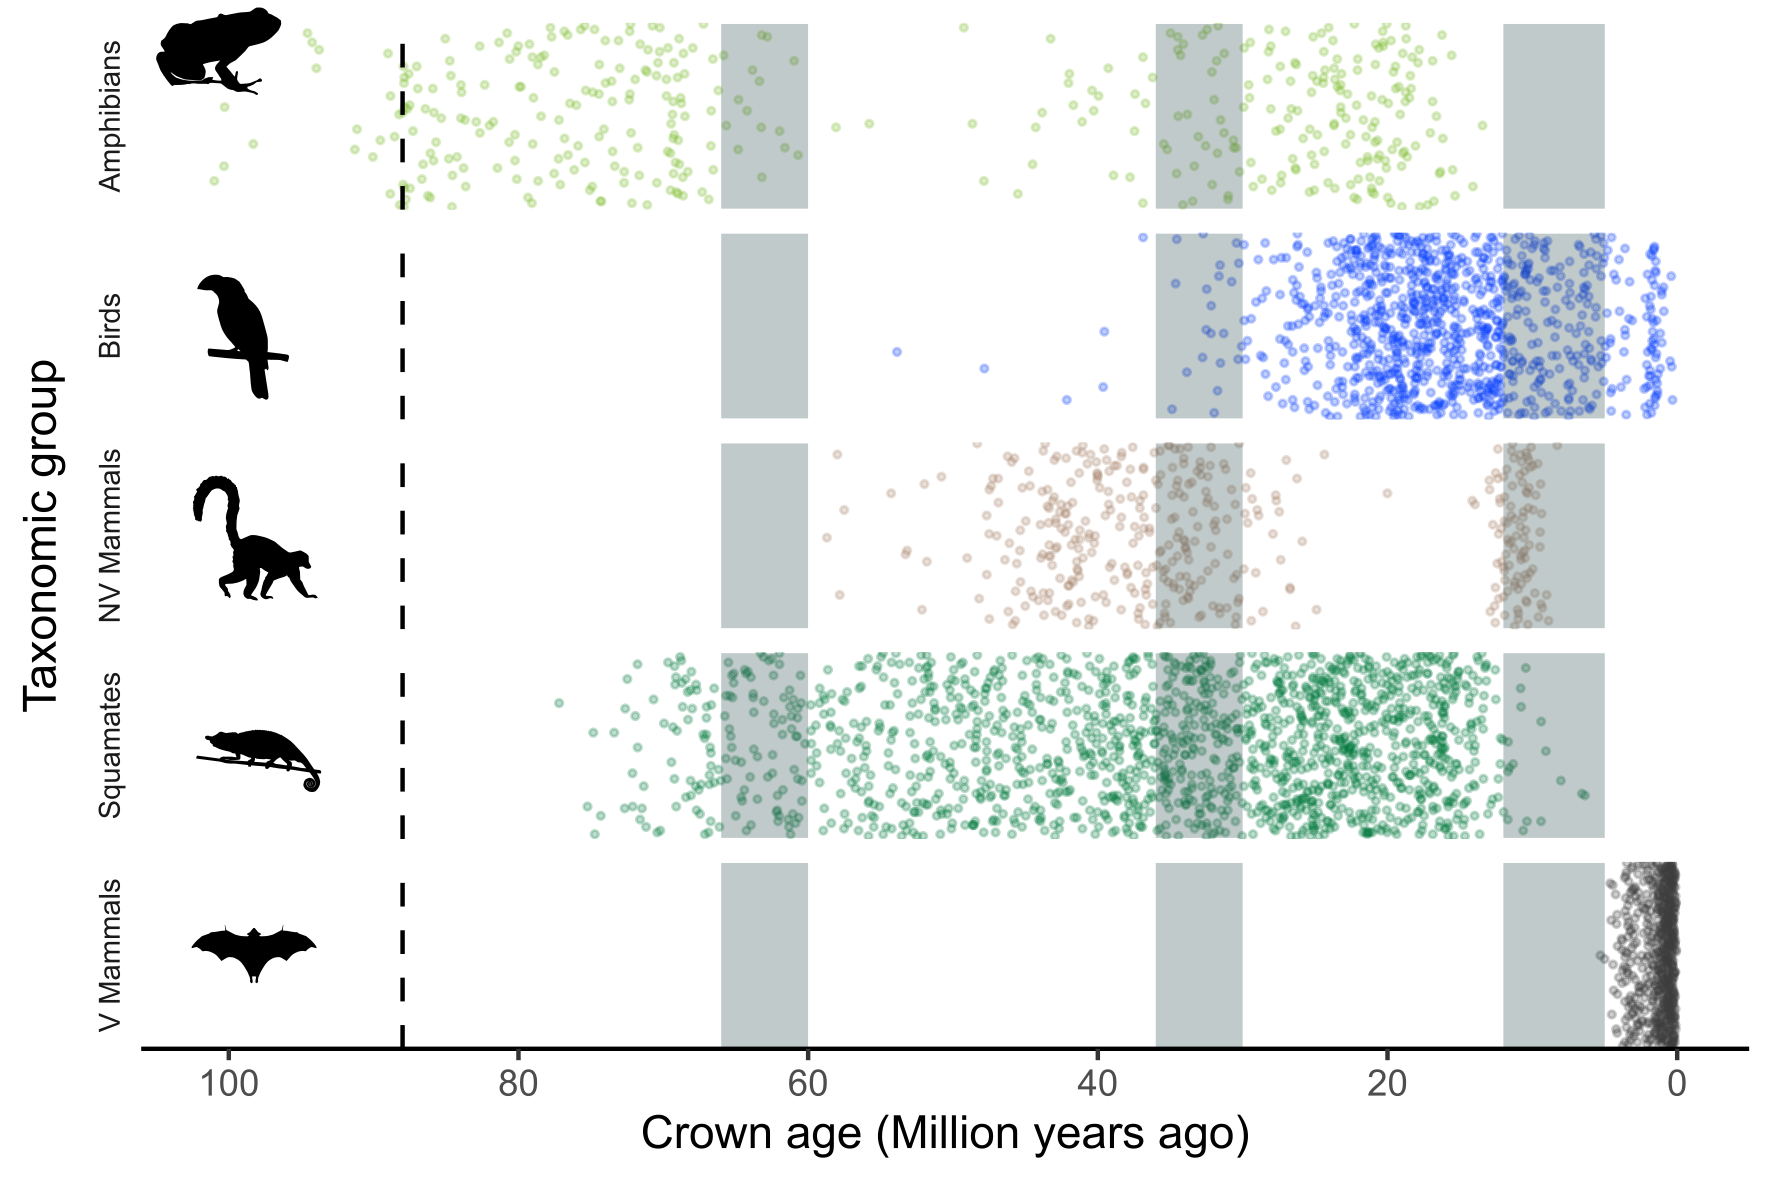 Taxonomic group
Amphibians
Birds
NV Mammals
Squamates
V Mammals
100 80 60 40 20 0
Crown age (Million years ago)